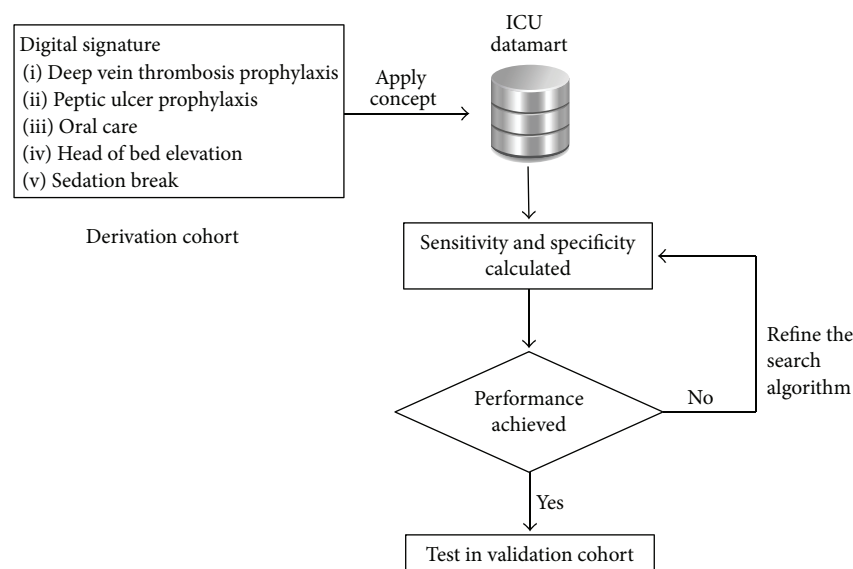 Digital signature
(i) Deep vein thrombosis prophylaxis
(ii) Peptic ulcer prophylaxis
(iii) Oral care
(iv) Head of bed elevation
(v) Sedation break
Derivation cohort
Apply
concept
ICU
datamart
Sensitivity and specificity
calculated
Performance
achieved
No
Refine the
search
algorithm
Yes
Test in validation cohort